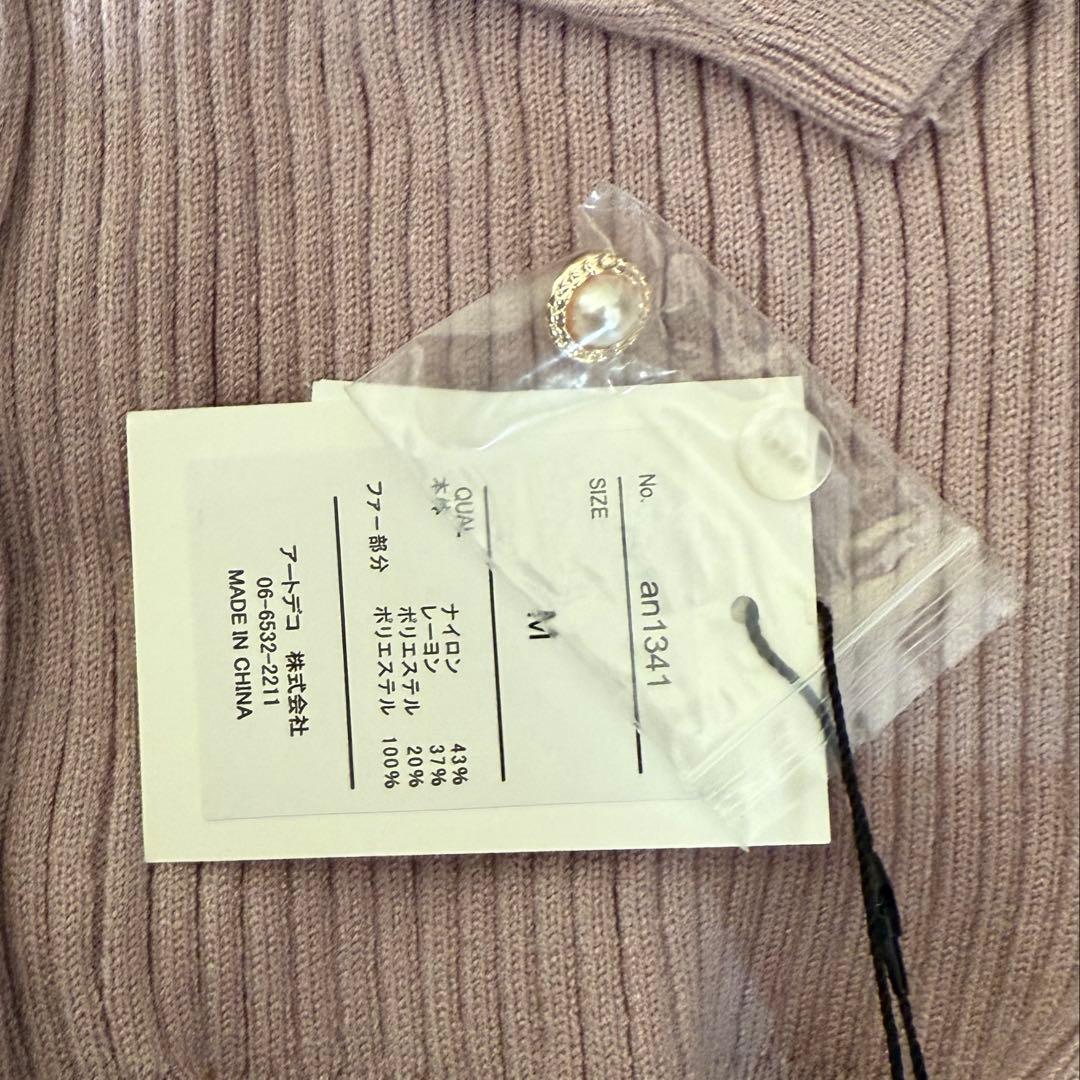 No. an1341
SIZE
M
QUAL
本体 ナイロン 43%
レーヨン 37%
ポリエステル 20%
ファー部分 ポリエステル 100%
アートデコ 株式会社
06-6532-2211
MADE IN CHINA